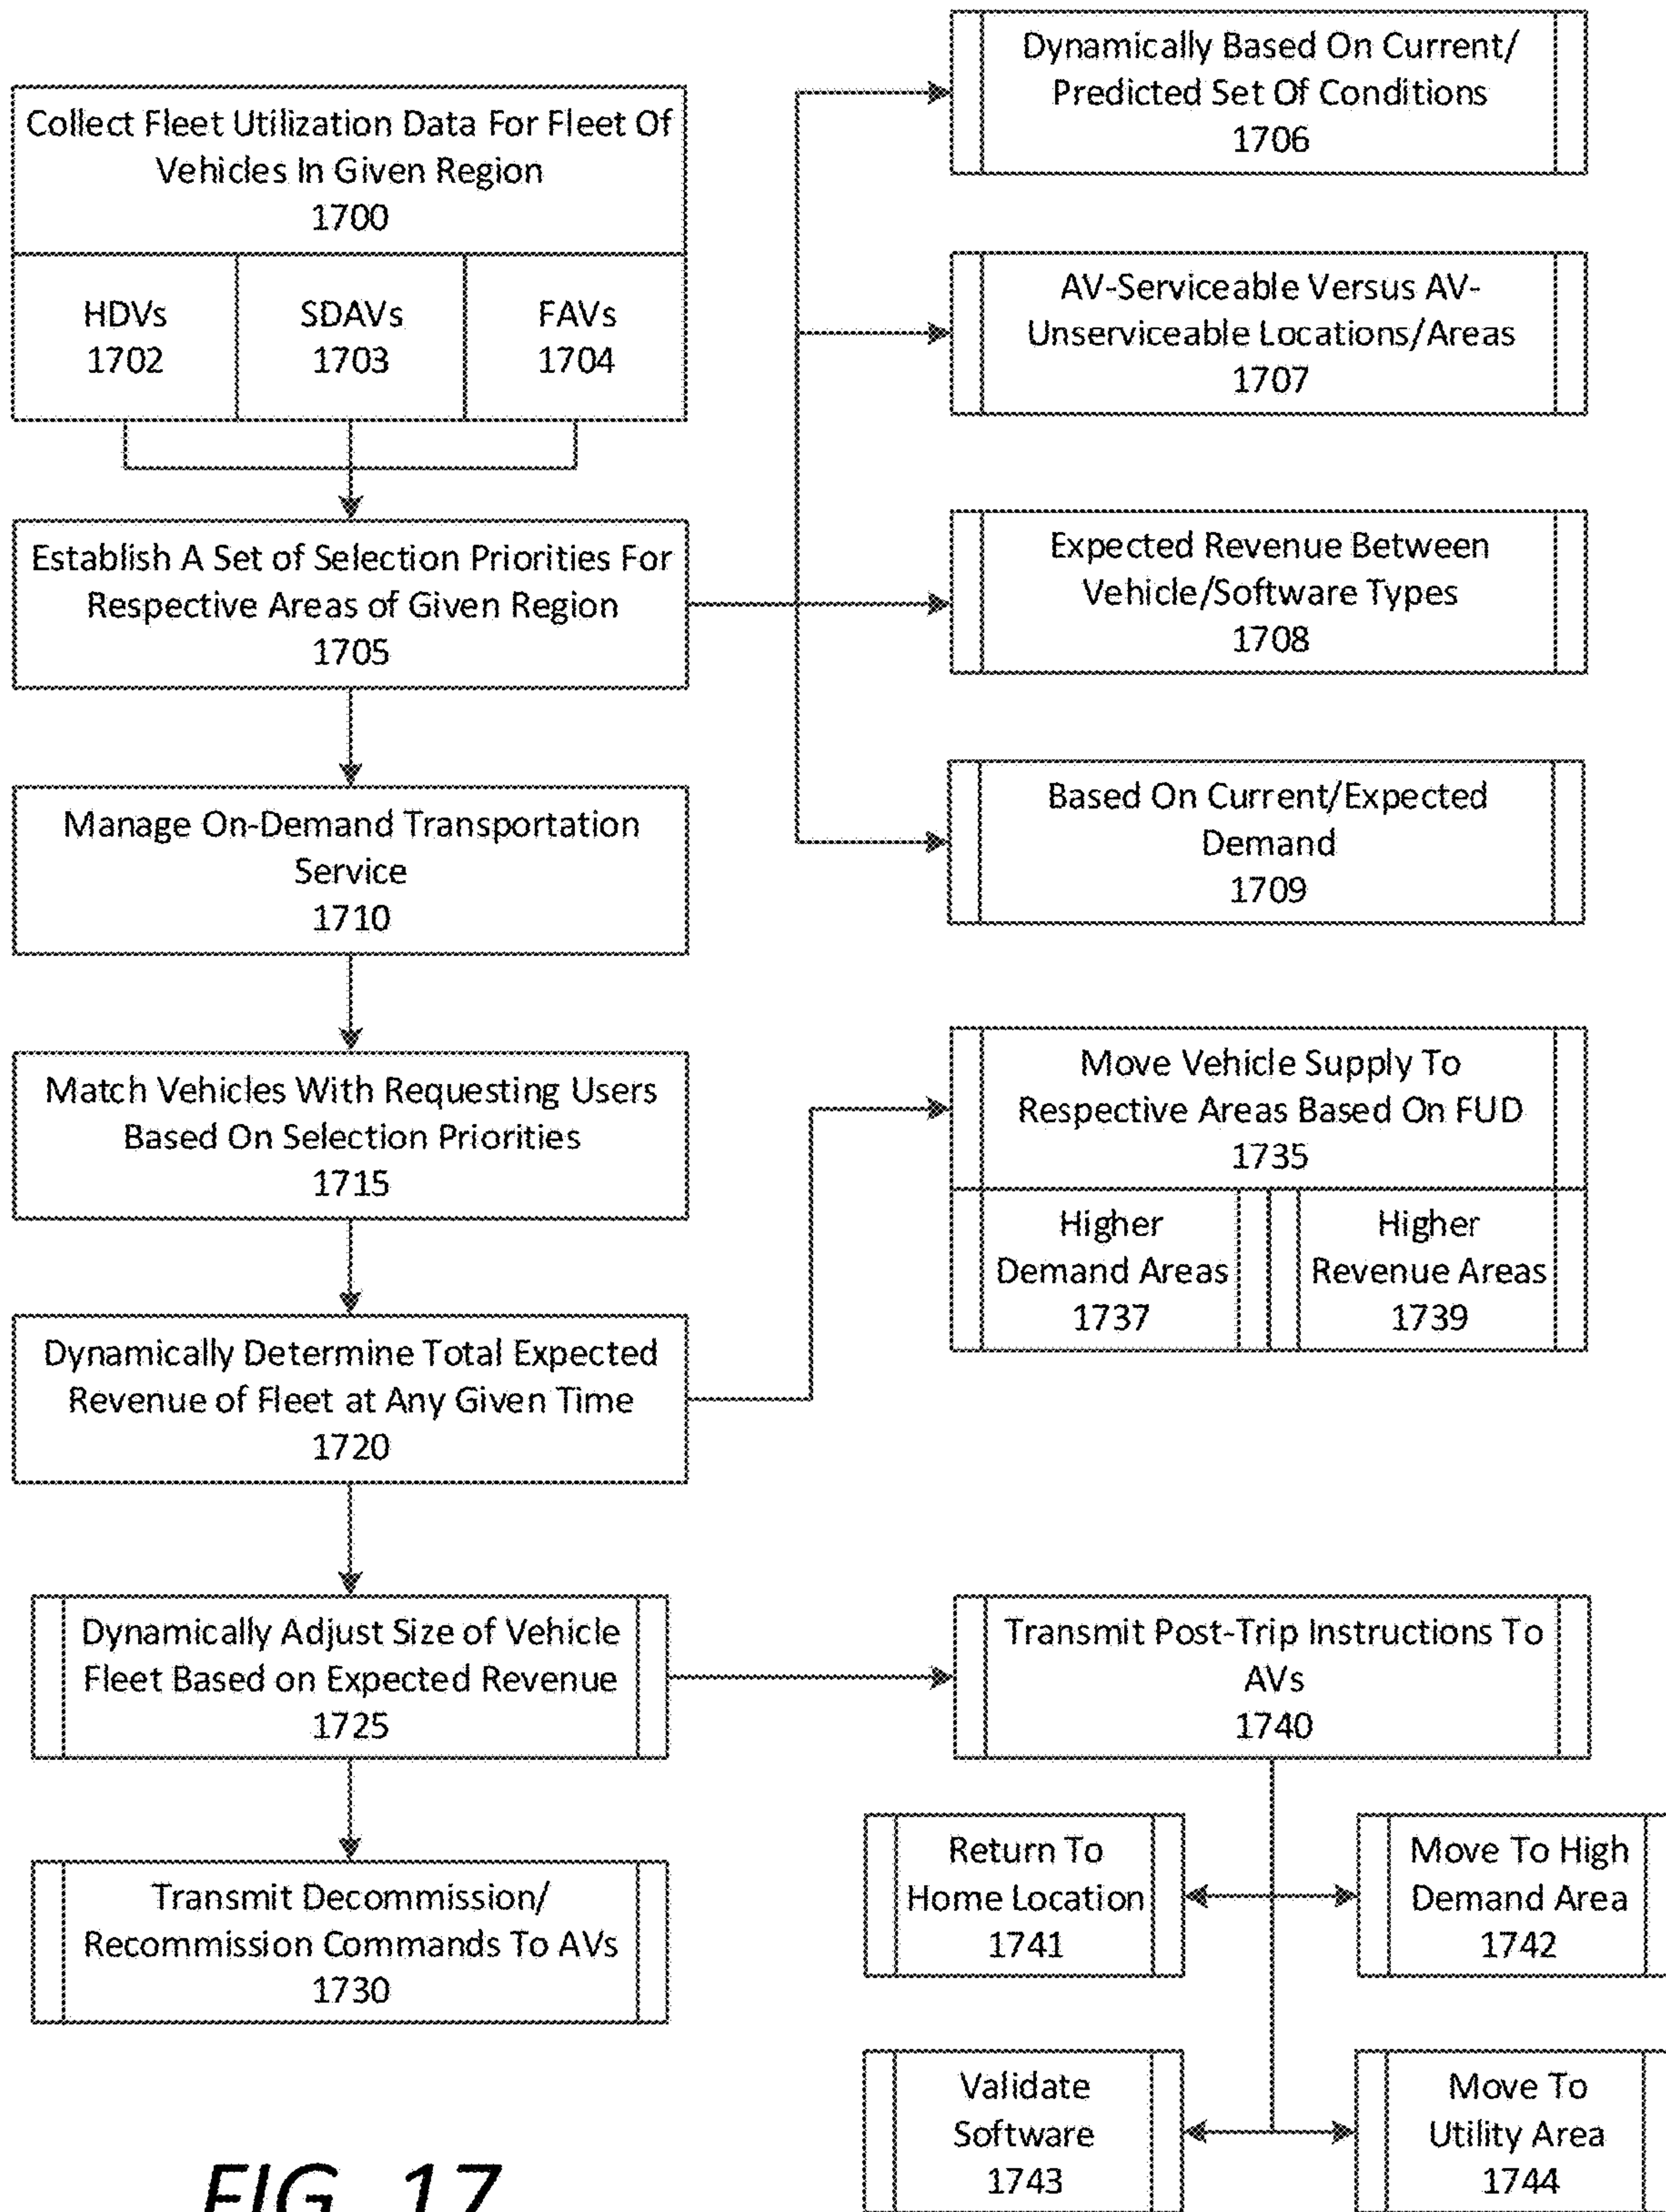 Collect Fleet Utilization Data For Fleet Of
Vehicles In Given Region
1700
HDVs
1702
SDAVs
1703
FAVs
1704
Establish A Set of Selection Priorities For
Respective Areas of Given Region
1705
Dynamically Based On Current/
Predicted Set Of Conditions
1706
AV-Serviceable Versus AV-
Unserviceable Locations/Areas
1707
Expected Revenue Between
Vehicle/Software Types
1708
Based On Current/Expected
Demand
1709
Manage On-Demand Transportation
Service
1710
Match Vehicles With Requesting Users
Based On Selection Priorities
1715
Dynamically Determine Total Expected
Revenue of Fleet at Any Given Time
1720
Move Vehicle Supply To
Respective Areas Based On FUD
1735
Higher
Demand Areas
1737
Higher
Revenue Areas
1739
Dynamically Adjust Size of Vehicle
Fleet Based on Expected Revenue
1725
Transmit Decommission/
Recommission Commands To AVs
1730
Transmit Post-Trip Instructions To
AVs
1740
Return To
Home Location
1741
Move To High
Demand Area
1742
Validate
Software
1743
Move To
Utility Area
1744
FIG. 17